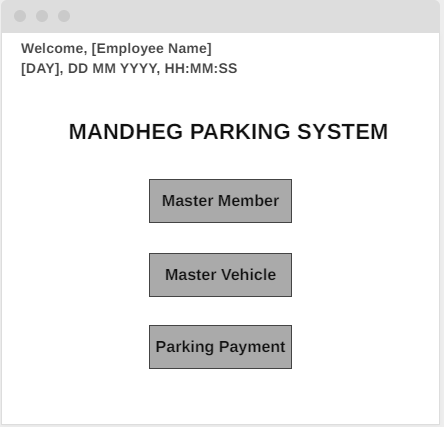 Welcome, [Employee Name]
[DAY], DD MM YYYY, HH:MM:SS
MANDHEG PARKING SYSTEM
Master Member
Master Vehicle
Parking Payment